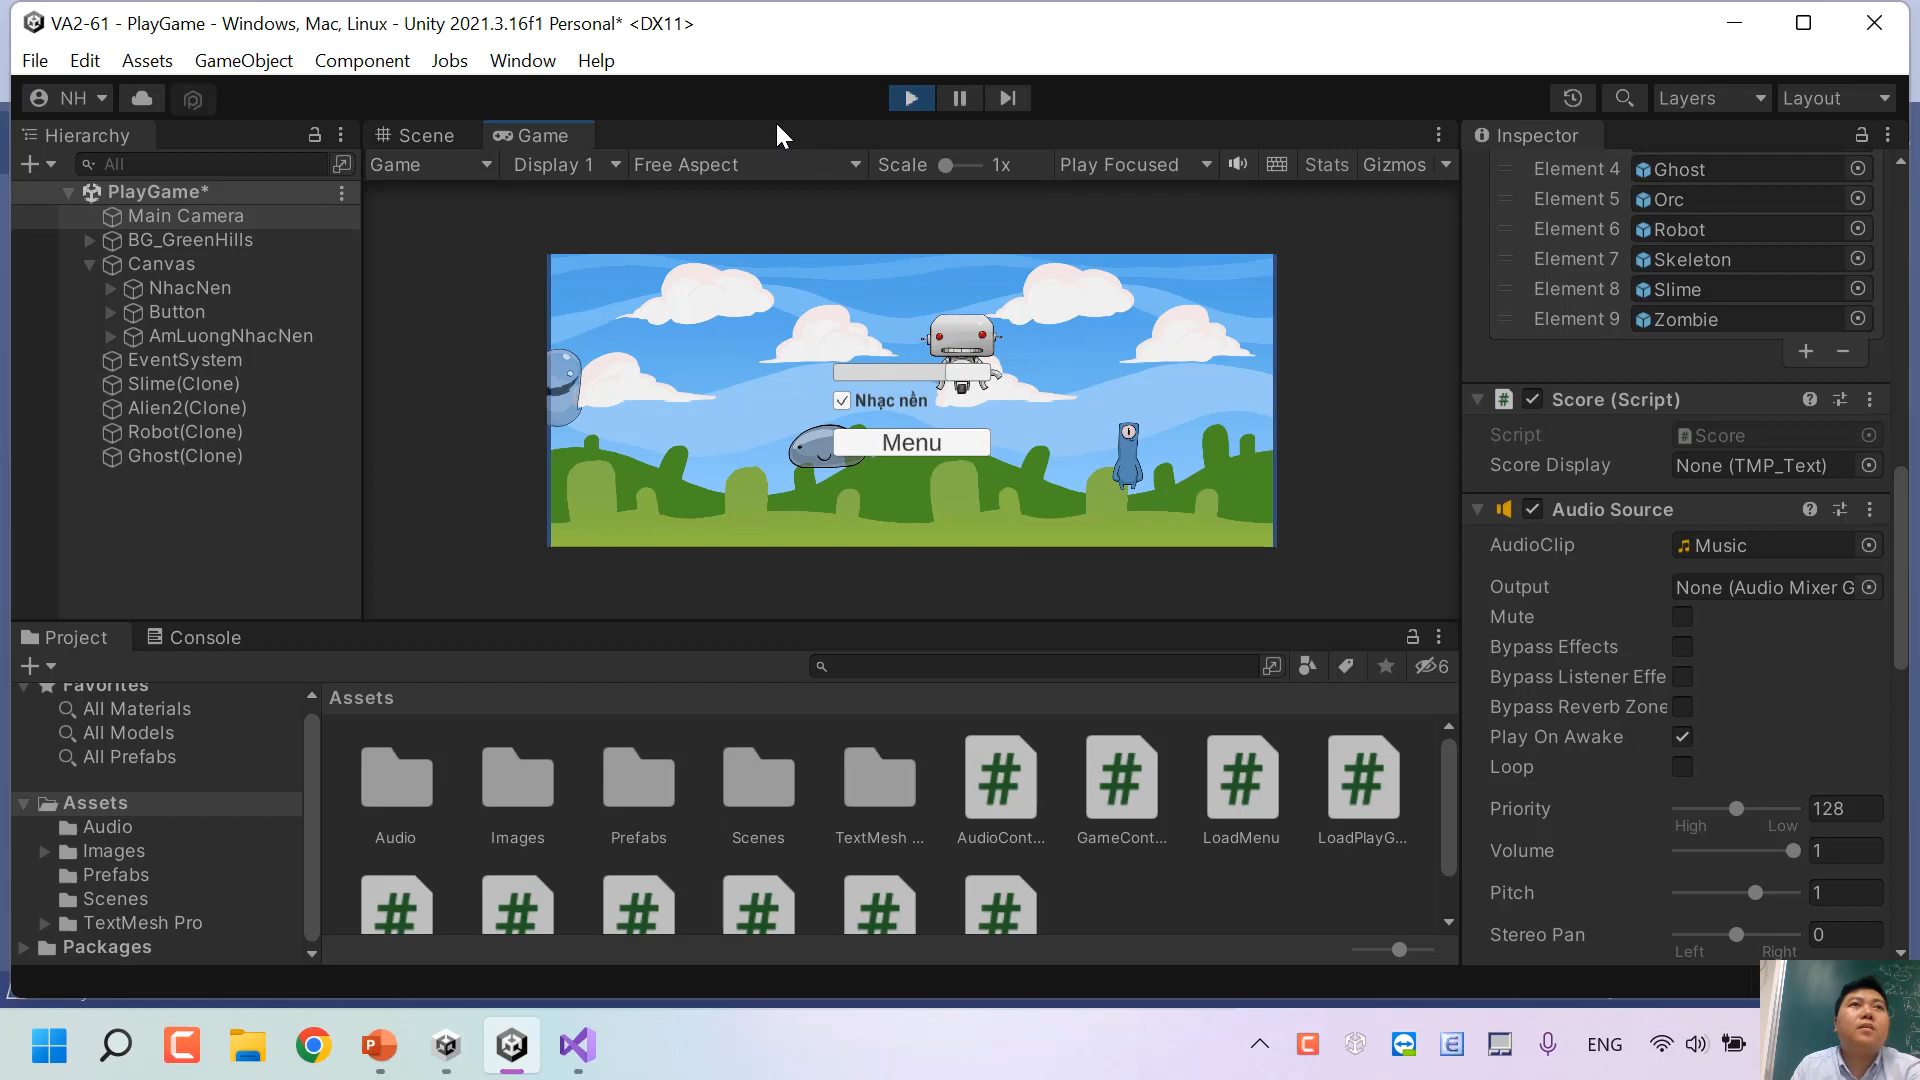 VA2-61 - PlayGame - Windows, Mac, Linux - Unity 2021.3.16f1 Personal* <DX11>
File Edit Assets GameObject Component Jobs Window Help
NH
Layers
Layout
Hierarchy
All
PlayGame*
Main Camera
BG_GreenHills
Canvas
NhacNen
Button
AmLuongNhacNen
EventSystem
Slime(Clone)
Alien2(Clone)
Robot(Clone)
Ghost(Clone)
Scene
Game
Game
Display 1
Free Aspect
Scale 1x
Play Focused
Stats
Gizmos
Nhạc nền
Menu
Inspector
Element 4 Ghost
Element 5 Orc
Element 6 Robot
Element 7 Skeleton
Element 8 Slime
Element 9 Zombie
Score (Script)
Script Score
Score Display None (TMP_Text)
Audio Source
AudioClip Music
Output None (Audio Mixer G
Mute
Bypass Effects
Bypass Listener Effe
Bypass Reverb Zone
Play On Awake
Loop
Priority 128
High Low
Volume 1
Pitch 1
Stereo Pan 0
Left Right
Project
Console
6
Favorites
All Materials
All Models
All Prefabs
Assets
Audio
Images
Prefabs
Scenes
TextMesh Pro
Packages
Assets
Audio
Images
Prefabs
Scenes
TextMesh ...
AudioCont...
GameCont...
LoadMenu
LoadPlayG...
ENG